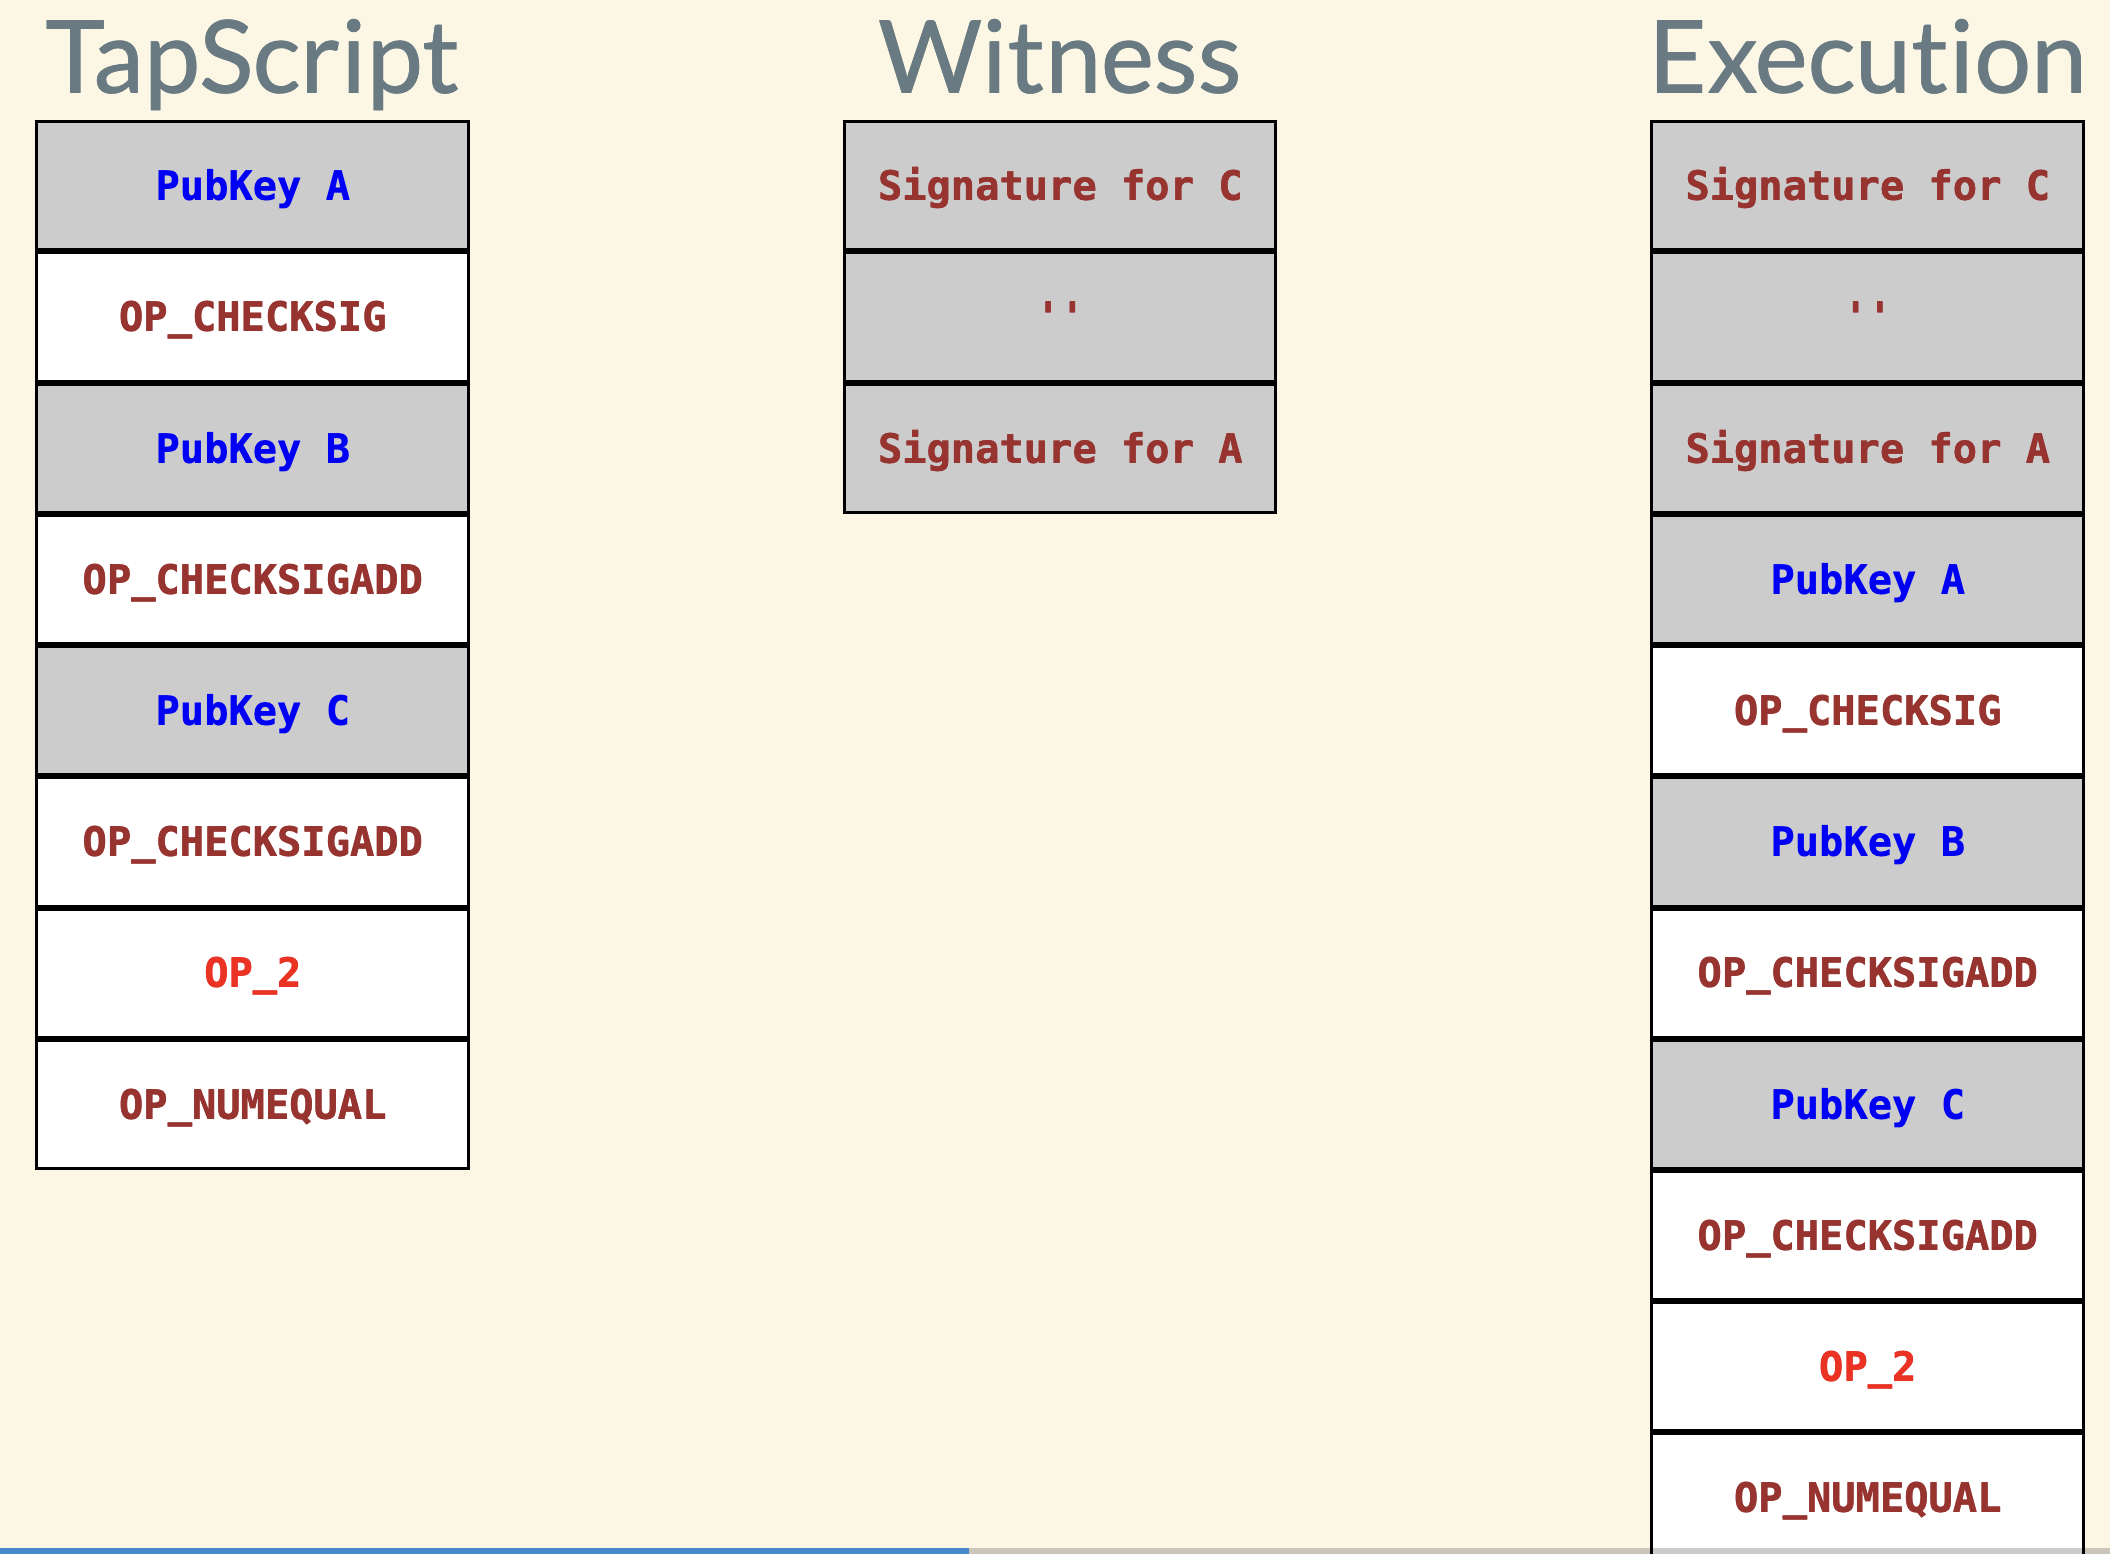 TapScript
PubKey A
OP_CHECKSIG
PubKey B
OP_CHECKSIGADD
PubKey C
OP_CHECKSIGADD
OP_2
OP_NUMEQUAL
Witness
Signature for C
''
Signature for A
Execution
Signature for C
''
Signature for A
PubKey A
OP_CHECKSIG
PubKey B
OP_CHECKSIGADD
PubKey C
OP_CHECKSIGADD
OP_2
OP_NUMEQUAL